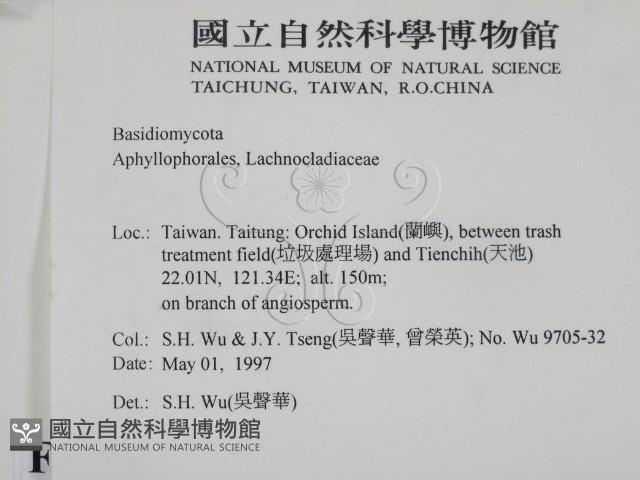 國立自然科學博物館
NATIONAL MUSEUM OF NATURAL SCIENCE
TAICHUNG, TAIWAN, R.O.CHINA
Basidiomycota
Aphyllophorales, Lachnocladiaceae
Loc.: Taiwan. Taitung: Orchid Island(蘭嶼), between trash
treatment field(垃圾處理場) and Tienchih(天池)
22.01N, 121.34E; alt. 150m;
on branch of angiosperm.
Col.: S.H. Wu & J.Y. Tseng(吳聲華, 曾榮英); No. Wu 9705-32
Date: May 01, 1997
Det.: S.H. Wu(吳聲華)
國立自然科學博物館
NATIONAL MUSEUM OF NATURAL SCIENCE
F